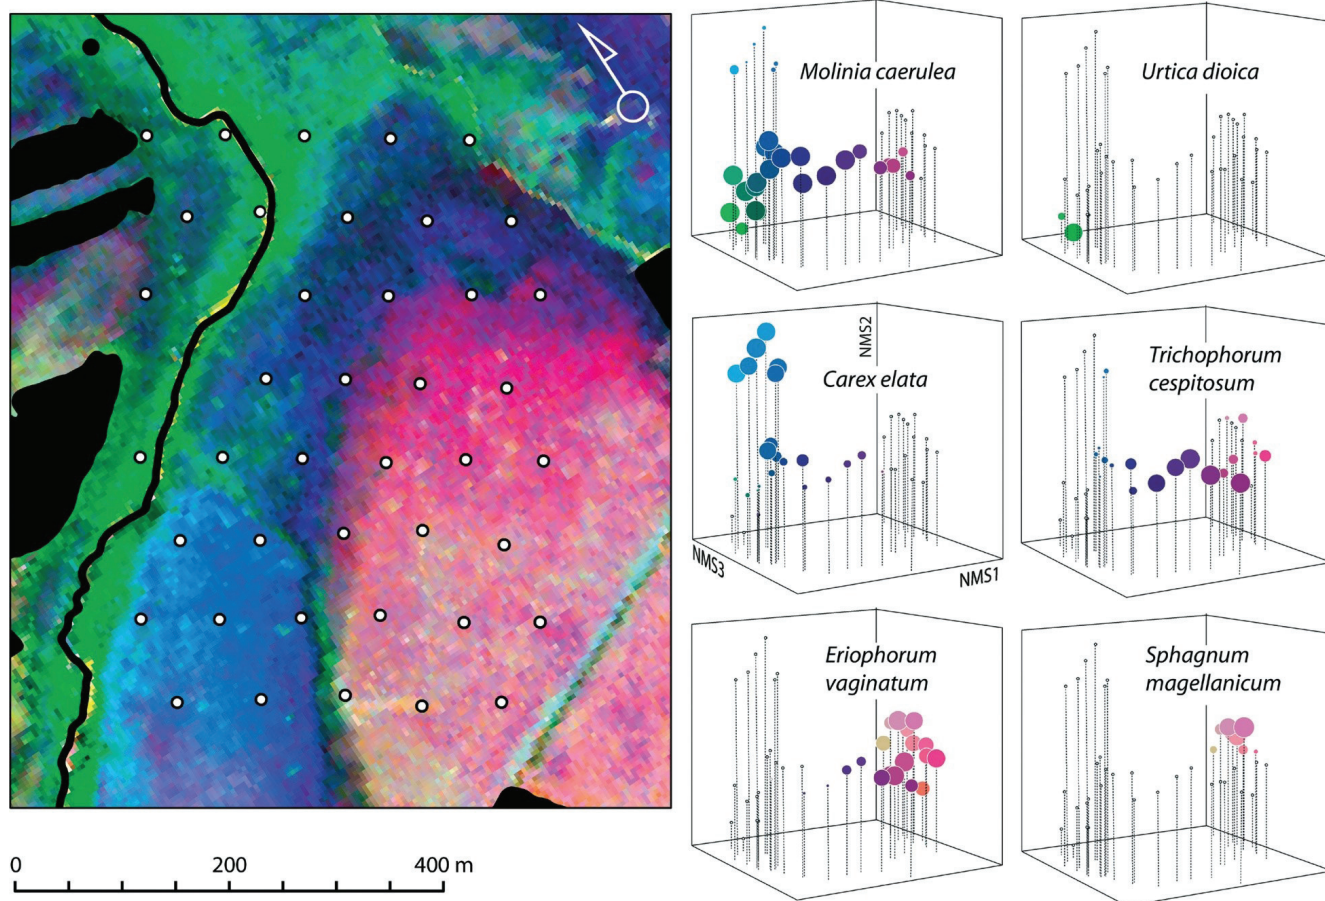 Molinia caerulea
Urtica dioica
NMS2
Carex elata
NMS3
NMS1
Trichophorum
cespitosum
Eriophorum
vaginatum
Sphagnum
magellanicum
0 200 400 m